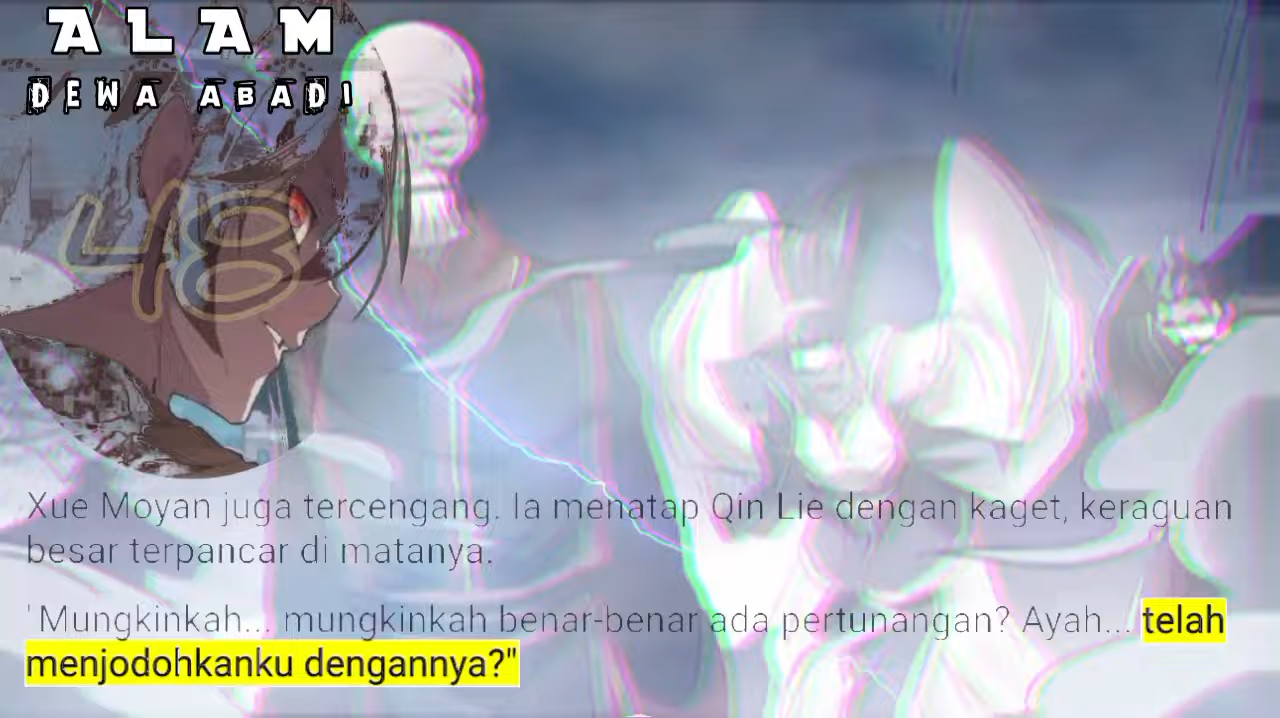 ALAM
DEWA ABADI
48
Xue Moyan juga tercengang. Ia menatap Qin Lie dengan kaget, keraguan
besar terpancar di matanya.
'Mungkinkah... mungkinkah benar-benar ada pertunangan? Ayah... telah
menjodohkanku dengannya?"